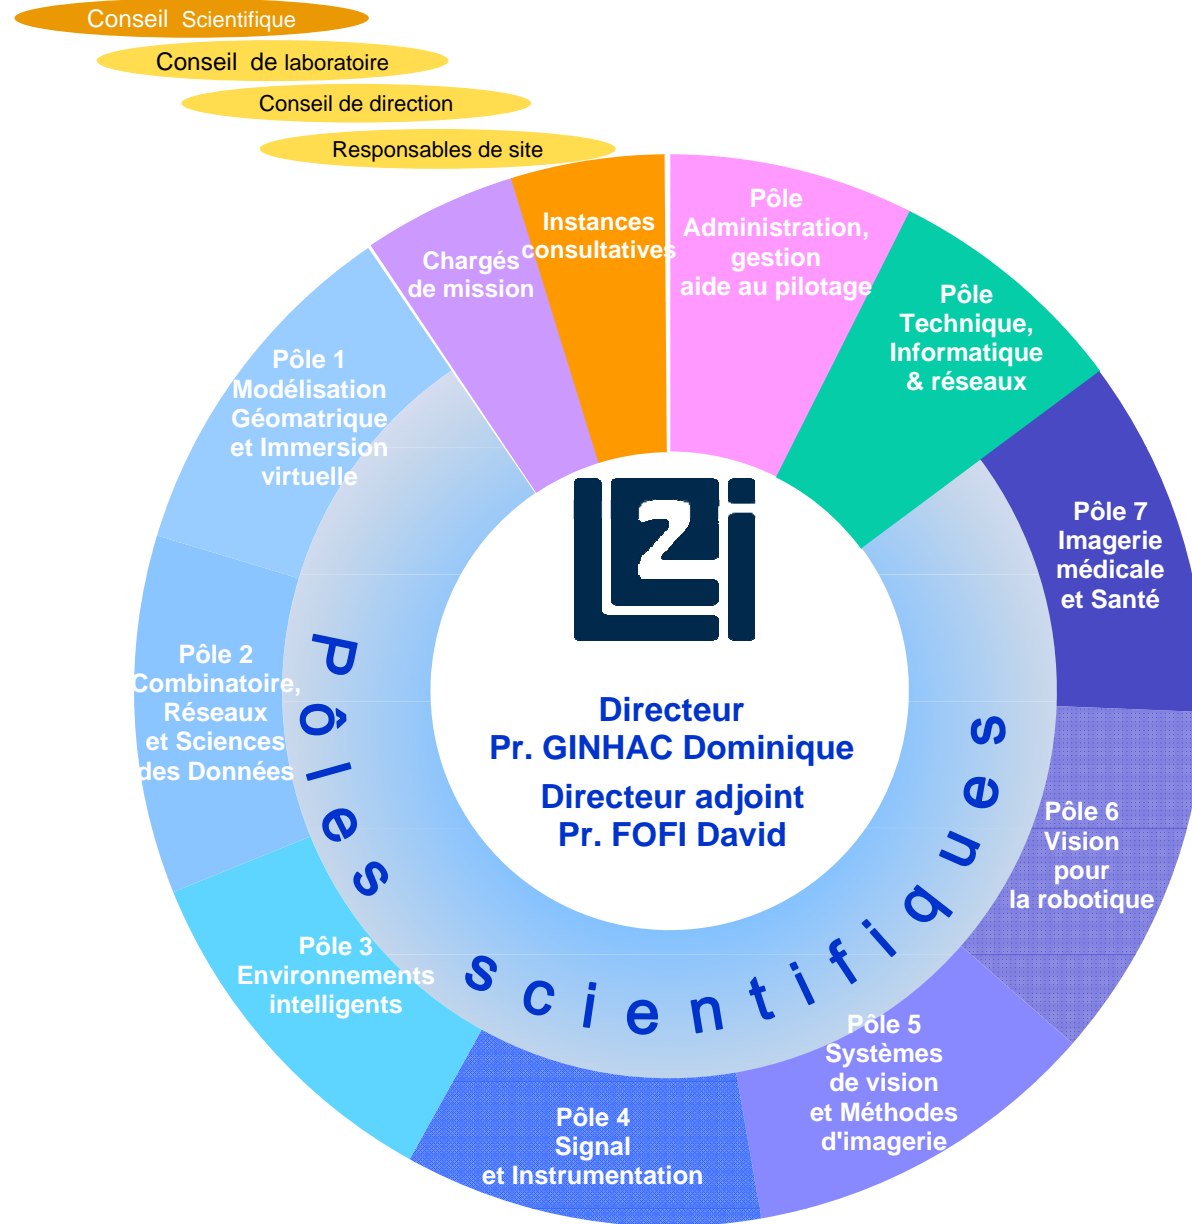 Conseil Scientifique
Conseil de laboratoire
Conseil de direction
Responsables de site
Instances
consultatives
Pôle
Administration,
gestion
aide au pilotage
Chargés
de mission
Pôle
Technique,
Informatique
& réseaux
Pôle 1
Modélisation
Géomatrique
et Immersion
virtuelle
Pôle 7
Imagerie
médicale
et Santé
Pôle 2
Combinatoire,
Réseaux
et Sciences
des Données
Le2i
Directeur
Pr. GINHAC Dominique
Directeur adjoint
Pr. FOFI David
Pôles scientifiques
Pôle 6
Vision
pour
la robotique
Pôle 3
Environnements
intelligents
Pôle 5
Systèmes
de vision
et Méthodes
d'imagerie
Pôle 4
Signal
et Instrumentation